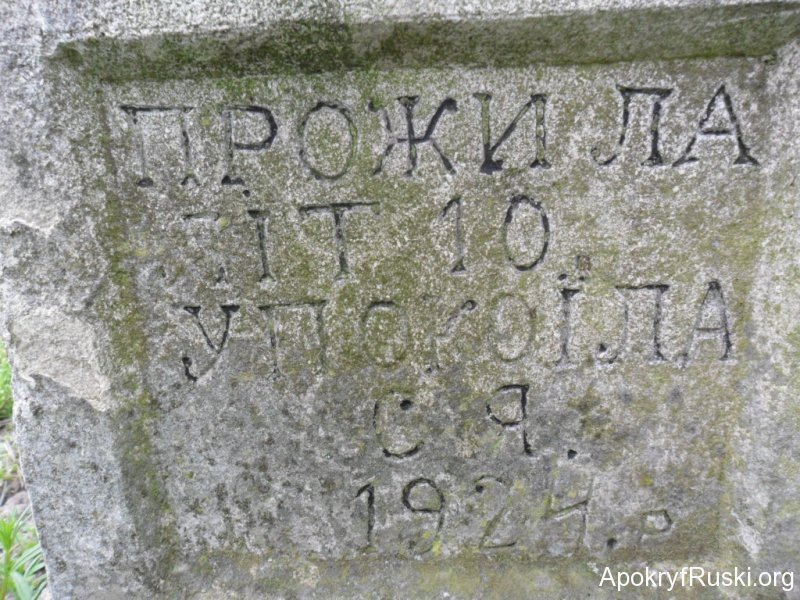 ПРОЖИЛА
ЛІТ 10.
УПОКОЇЛА
СЯ.
1924.р
ApokryfRuski.org